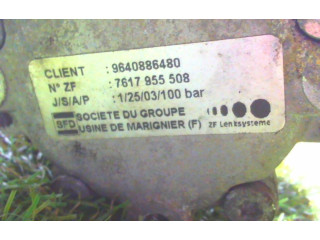 CLIENT : 9640886480
N° ZF : 7617 955 508
J/S/A/P : 1/25/03/100 bar
SFD SOCIETE DU GROUPE
USINE DE MARIGNIER (F)
ZF Lenksysteme